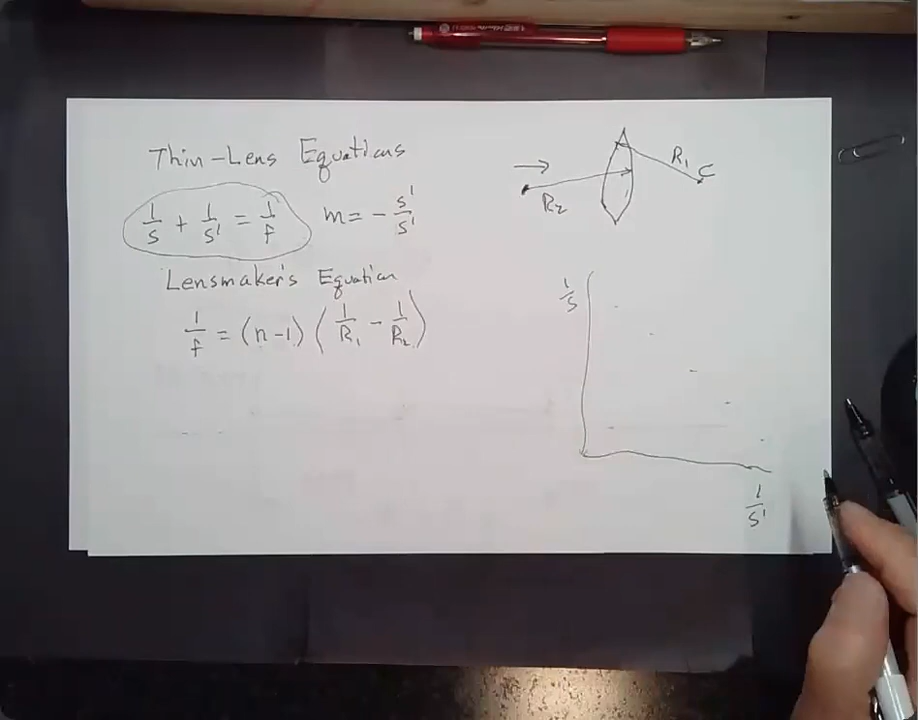 Thin-Lens Equations
1/s + 1/s' = 1/f m = - s'/s'
Lensmaker's Equation
1/f = (n-1) (1/R₁ - 1/R₂)
R₁ C
R₂
1/s
1/s'